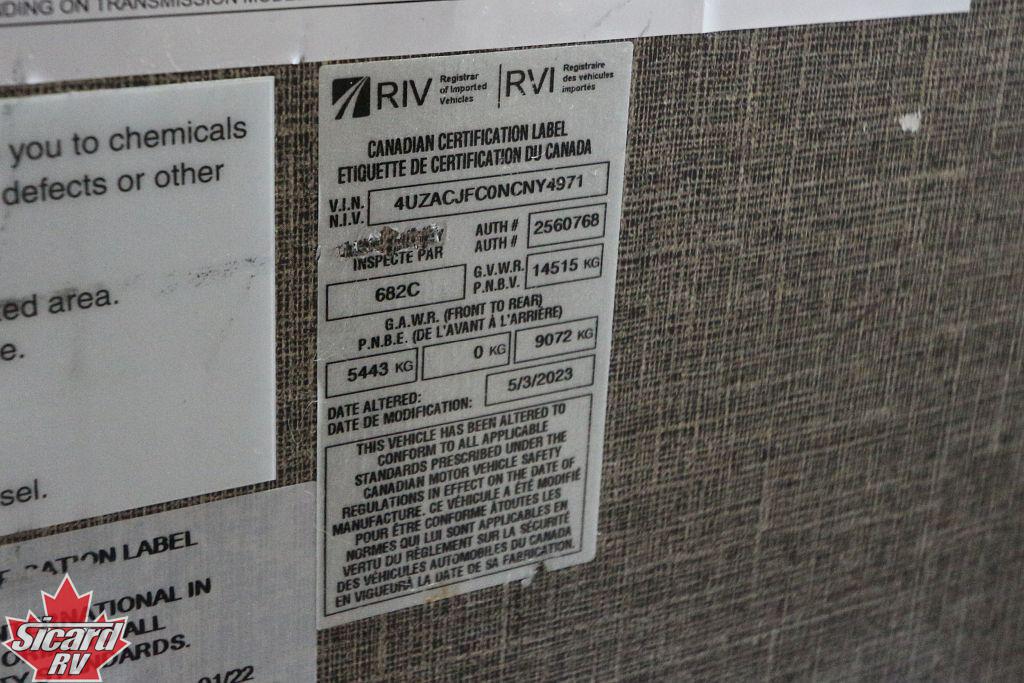 DING ON TRANSMISSION
you to chemicals
defects or other
ed area.
e.
sel.
RIV Registrar of Imported Vehicles
RVI Registraire des véhicules importés
CANADIAN CERTIFICATION LABEL
ETIQUETTE DE CERTIFICATION DU CANADA
V.I.N.
N.I.V.
4UZACJFC0NCNY4971
AUTH # 2560768
AUTH #
INSPECTÉ PAR
682C
G.V.W.R. 14515 KG
P.N.B.V.
G.A.W.R. (FRONT TO REAR)
P.N.B.E. (DE L'AVANT À L'ARRIÈRE)
5443 KG 0 KG 9072 KG
DATE ALTERED: 5/3/2023
DATE DE MODIFICATION:
THIS VEHICLE HAS BEEN ALTERED TO
CONFORM TO ALL APPLICABLE
STANDARDS PRESCRIBED UNDER THE
CANADIAN MOTOR VEHICLE SAFETY
REGULATIONS IN EFFECT ON THE DATE OF
MANUFACTURE. CE VÉHICULE A ÉTÉ MODIFIÉ
POUR ÊTRE CONFORME ÀTOUTES LES
NORMES QUI LUI SONT APPLICABLES EN
VERTU DU RÈGLEMENT SUR LA SÉCURITÉ
DES VÉHICULES AUTOMOBILES DU CANADA
EN VIGUEURÀ LA DATE DE SA FABRICATION.
LABEL
IN
ALL
01/22
Sicard
RV